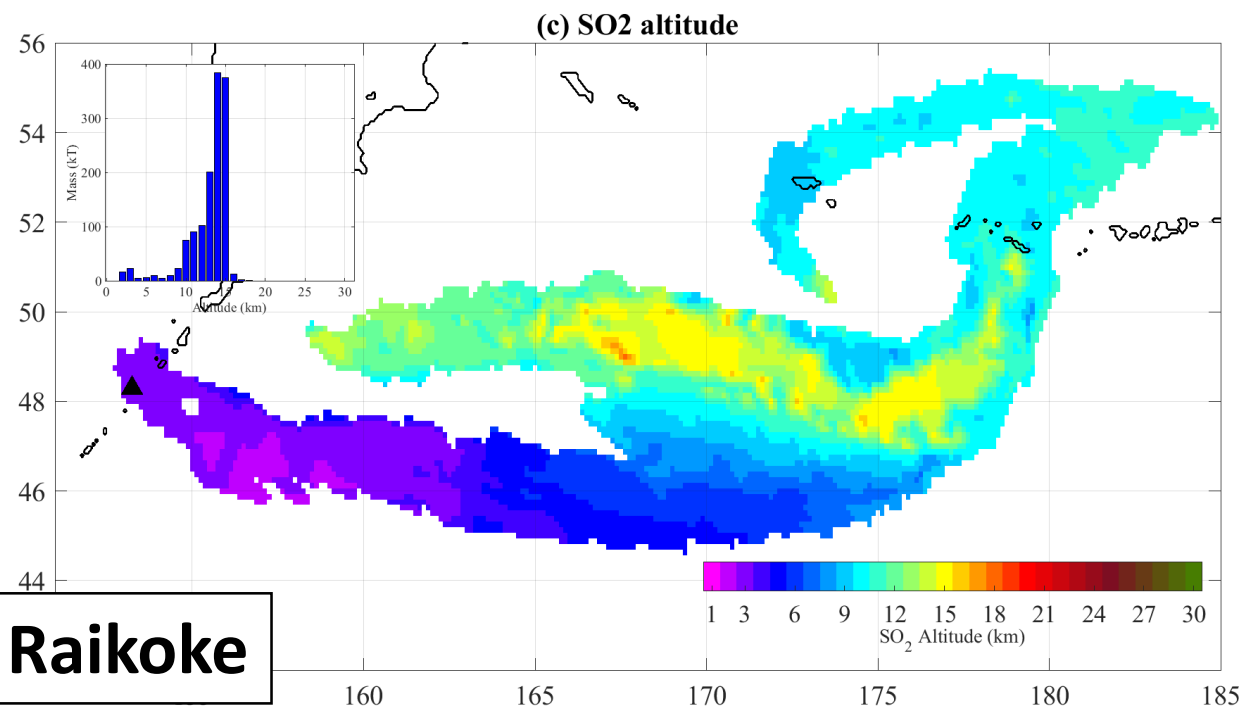 (c) SO2 altitude
56
54
52
50
48
46
44
400
300
200
100
0
Mass (kT)
0 5 10 15 20 25 30
Altitude (km)
1 3 6 9 12 15 18 21 24 27 30
SO2 Altitude (km)
Raikoke
160 165 170 175 180 185